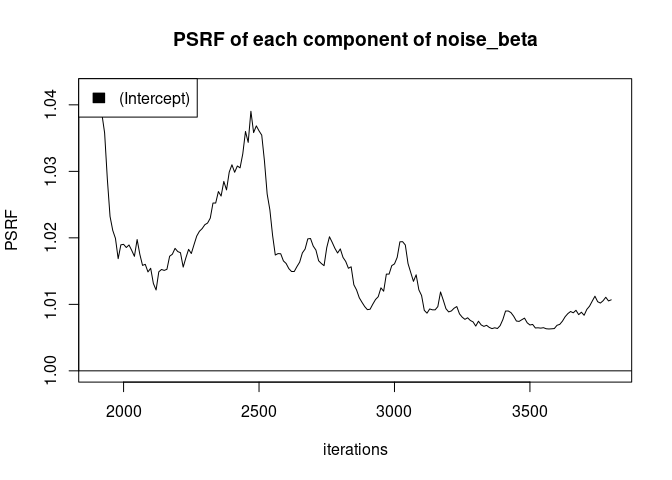 PSRF of each component of noise_beta
(Intercept)
1.04
1.03
1.02
1.01
1.00
PSRF
2000 2500 3000 3500
iterations